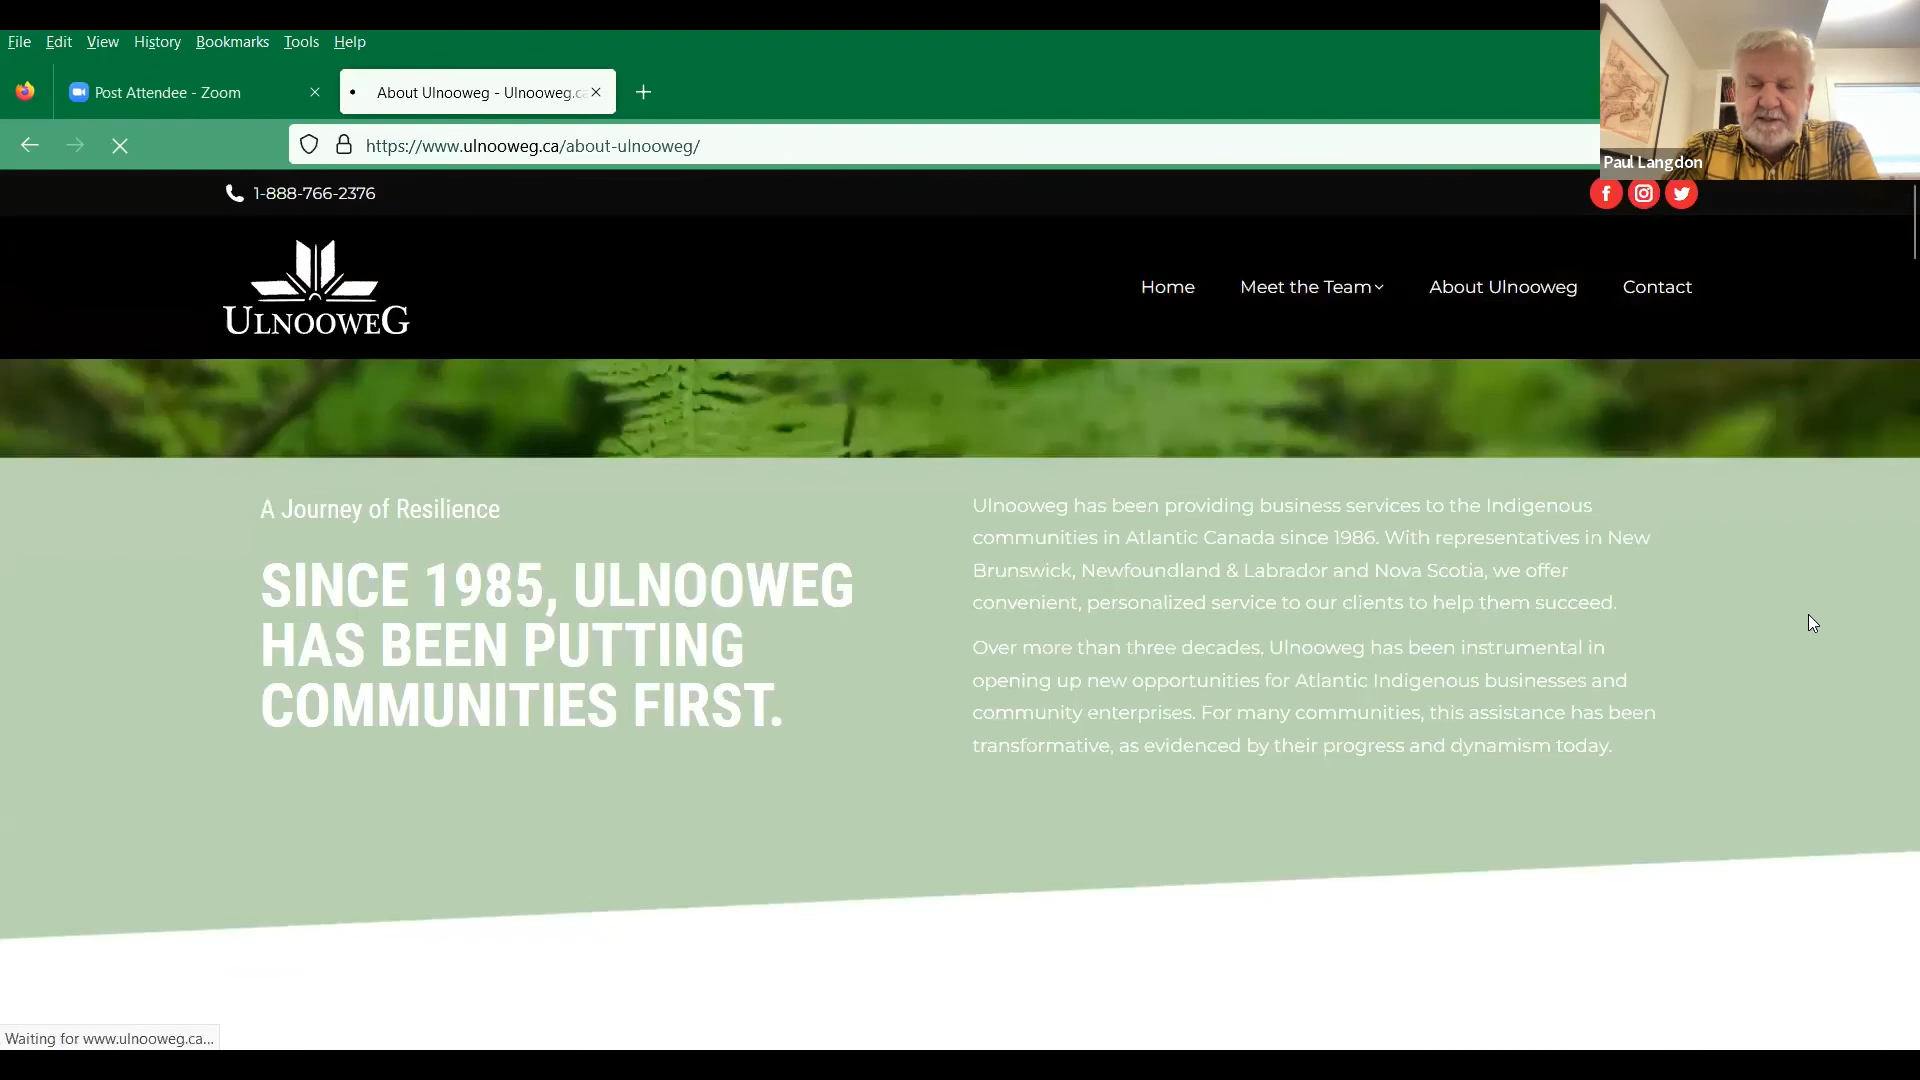 File Edit View History Bookmarks Tools Help
Post Attendee - Zoom
About Ulnooweg - Ulnooweg.ca
https://www.ulnooweg.ca/about-ulnooweg/
Paul Langdon
1-888-766-2376
ULNOOWEG
Home Meet the Team About Ulnooweg Contact
A Journey of Resilience
SINCE 1985, ULNOOWEG
HAS BEEN PUTTING
COMMUNITIES FIRST.
Ulnooweg has been providing business services to the Indigenous
communities in Atlantic Canada since 1986. With representatives in New
Brunswick, Newfoundland & Labrador and Nova Scotia, we offer
convenient, personalized service to our clients to help them succeed.
Over more than three decades, Ulnooweg has been instrumental in
opening up new opportunities for Atlantic Indigenous businesses and
community enterprises. For many communities, this assistance has been
transformative, as evidenced by their progress and dynamism today.
Waiting for www.ulnooweg.ca...